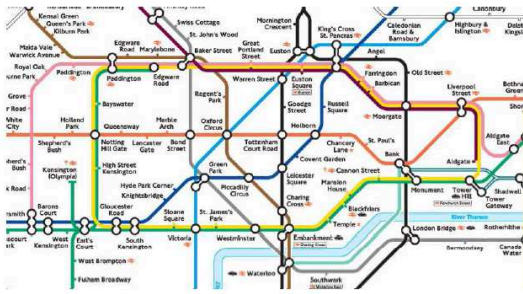 Kensal Green
Queen's Park
Kilburn Park
Maida Vale
Warwick Avenue
Royal Oak
Paddington
Edgware
Road
Marylebone
Paddington
Edgware
Road
Swiss Cottage
St. John's Wood
Baker Street
Great
Portland
Street
Mornington
Crescent
Euston
Warren Street
Euston
Square
King's Cross
St. Pancras
Caledonian
Road &
Barnsbury
Canonbury
Highbury &
Islington
Angel
Old Street
Farringdon
Barbican
Moorgate
Liverpool
Street
Aldgate
East
Aldgate
Bayswater
Regent's
Park
Goodge
Street
Russell
Square
Holland
Park
Queensway
Marble
Arch
Oxford
Circus
Holborn
Chancery
Lane
St. Paul's
Bank
Shepherd's
Bush
Notting
Hill Gate
Lancaster
Gate
Bond
Street
Tottenham
Court Road
Covent Garden
Kensington
(Olympia)
High Street
Kensington
Hyde Park Corner
Knightsbridge
Green
Park
Piccadilly
Circus
Leicester
Square
Cannon Street
Mansion
House
Monument
Tower
Hill
Tower
Gateway
Shadwell
Barons
Court
Gloucester
Road
Sloane
Square
St. James's
Park
Charing
Cross
Blackfriars
Temple
River Thames
West
Kensington
Earl's
Court
South
Kensington
Victoria
Westminster
Embankment
London Bridge
Rotherhithe
Canada
Water
Bermondsey
West Brompton
Fulham Broadway
Waterloo
Southwark